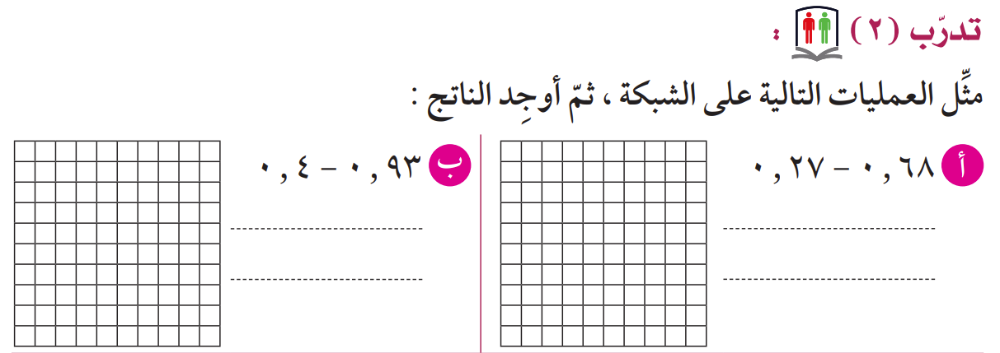 تدرّب (٢) :
مثِّل العمليات التالية على الشبكة ، ثمّ أوجِد الناتج :
أ ٠,٦٨ – ٠,٢٧
ب ٠,٩٣ – ٠,٤